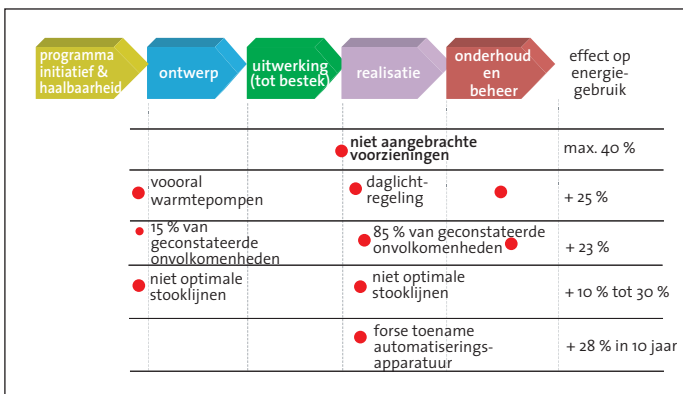 programma
initiatief &
haalbaarheid
ontwerp
uitwerking
(tot bestek)
realisatie
onderhoud
en
beheer
effect op
energie-
gebruik
niet aangebrachte
voorzieningen
max. 40 %
voooral
warmtepompen
daglicht-
regeling
+ 25 %
15 % van
geconstateerde
onvolkomenheden
85 % van geconstateerde
onvolkomenheden
+ 23 %
niet optimale
stooklijnen
niet optimale
stooklijnen
+ 10 % tot 30 %
forse toename
automatiserings-
apparatuur
+ 28 % in 10 jaar